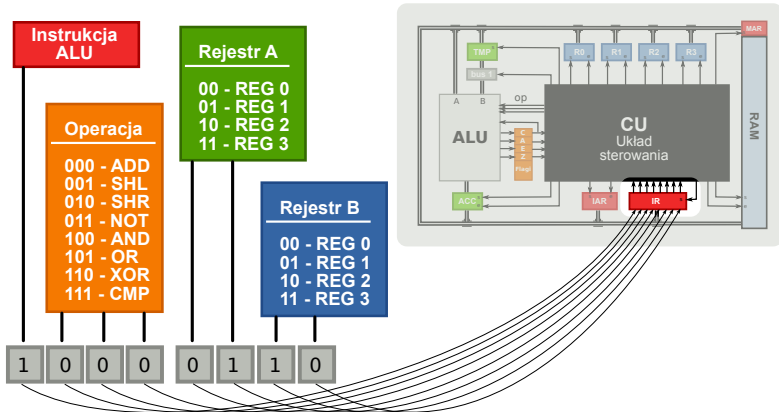 Instrukcja
ALU
Operacja
000 - ADD
001 - SHL
010 - SHR
011 - NOT
100 - AND
101 - OR
110 - XOR
111 - CMP
Rejestr A
00 - REG 0
01 - REG 1
10 - REG 2
11 - REG 3
Rejestr B
00 - REG 0
01 - REG 1
10 - REG 2
11 - REG 3
1 0 0 0 0 1 1 0
MAR
TMP
R0 R1 R2 R3
bus 1
A B
op
ALU
C
A
E
Z
Flagi
CU
Układ
sterowania
RAM
ACC
IAR
IR